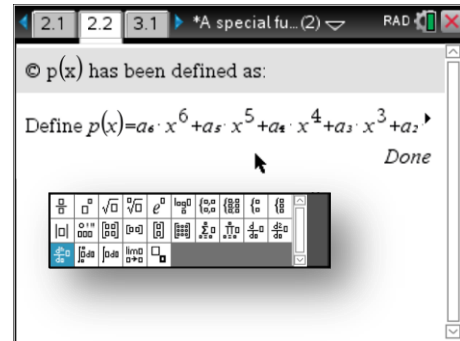 2.1 2.2 3.1 *A special fu…(2) RAD
© p(x) has been defined as:
Define p(x)=a₆·x⁶+a₅·x⁵+a₄·x⁴+a₃·x³+a₂
Done